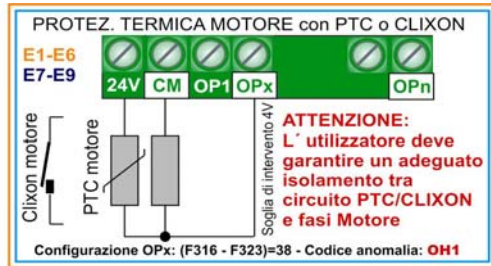 PROTEZ. TERMICA MOTORE con PTC o CLIXON
E1-E6
E7-E9
24V CM OP1 OPx OPn
Clixon motore
PTC motore
Soglia di intervento 4V
ATTENZIONE:
L´ utilizzatore deve
garantire un adeguato
isolamento tra
circuito PTC/CLIXON
e fasi Motore
Configurazione OPx: (F316 - F323)=38 - Codice anomalia: OH1